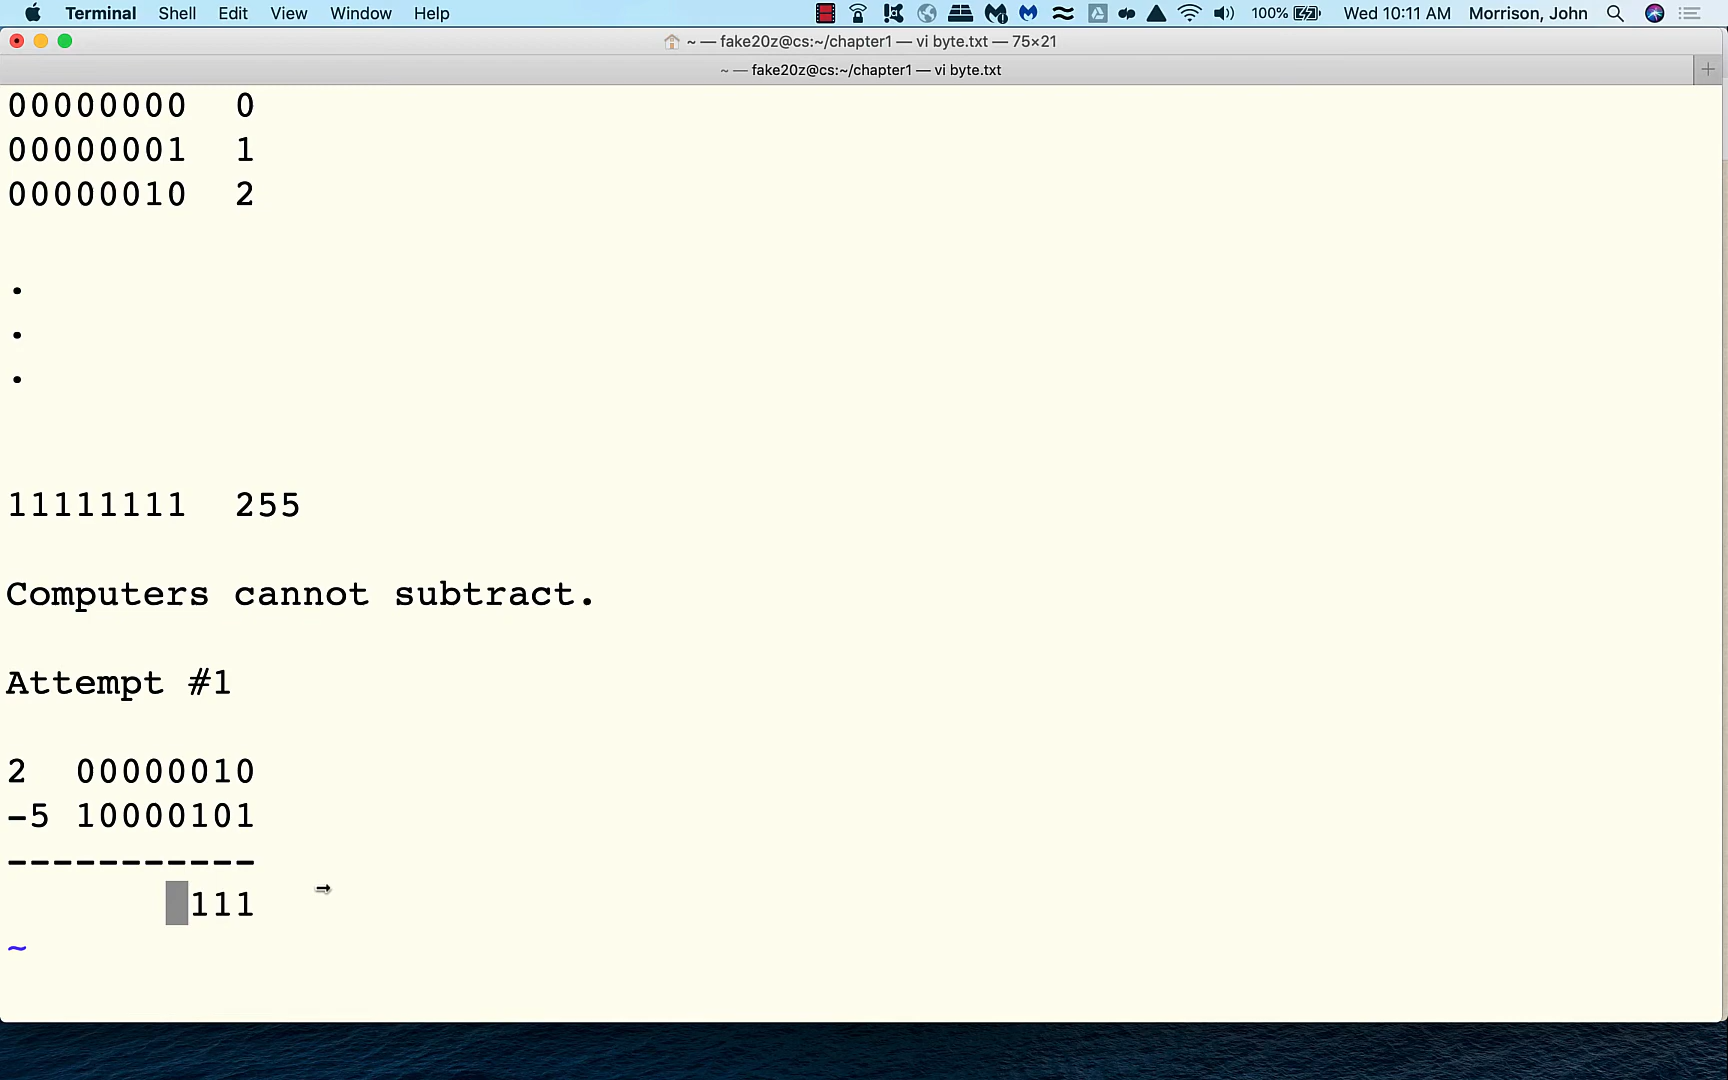 Terminal Shell Edit View Window Help 100% Wed 10:11 AM Morrison, John
~ — fake20z@cs:~/chapter1 — vi byte.txt — 75×21
~ — fake20z@cs:~/chapter1 — vi byte.txt
00000000 0
00000001 1
00000010 2
.
.
.
11111111 255
Computers cannot subtract.
Attempt #1
2 00000010
-5 10000101
-----------
111
~